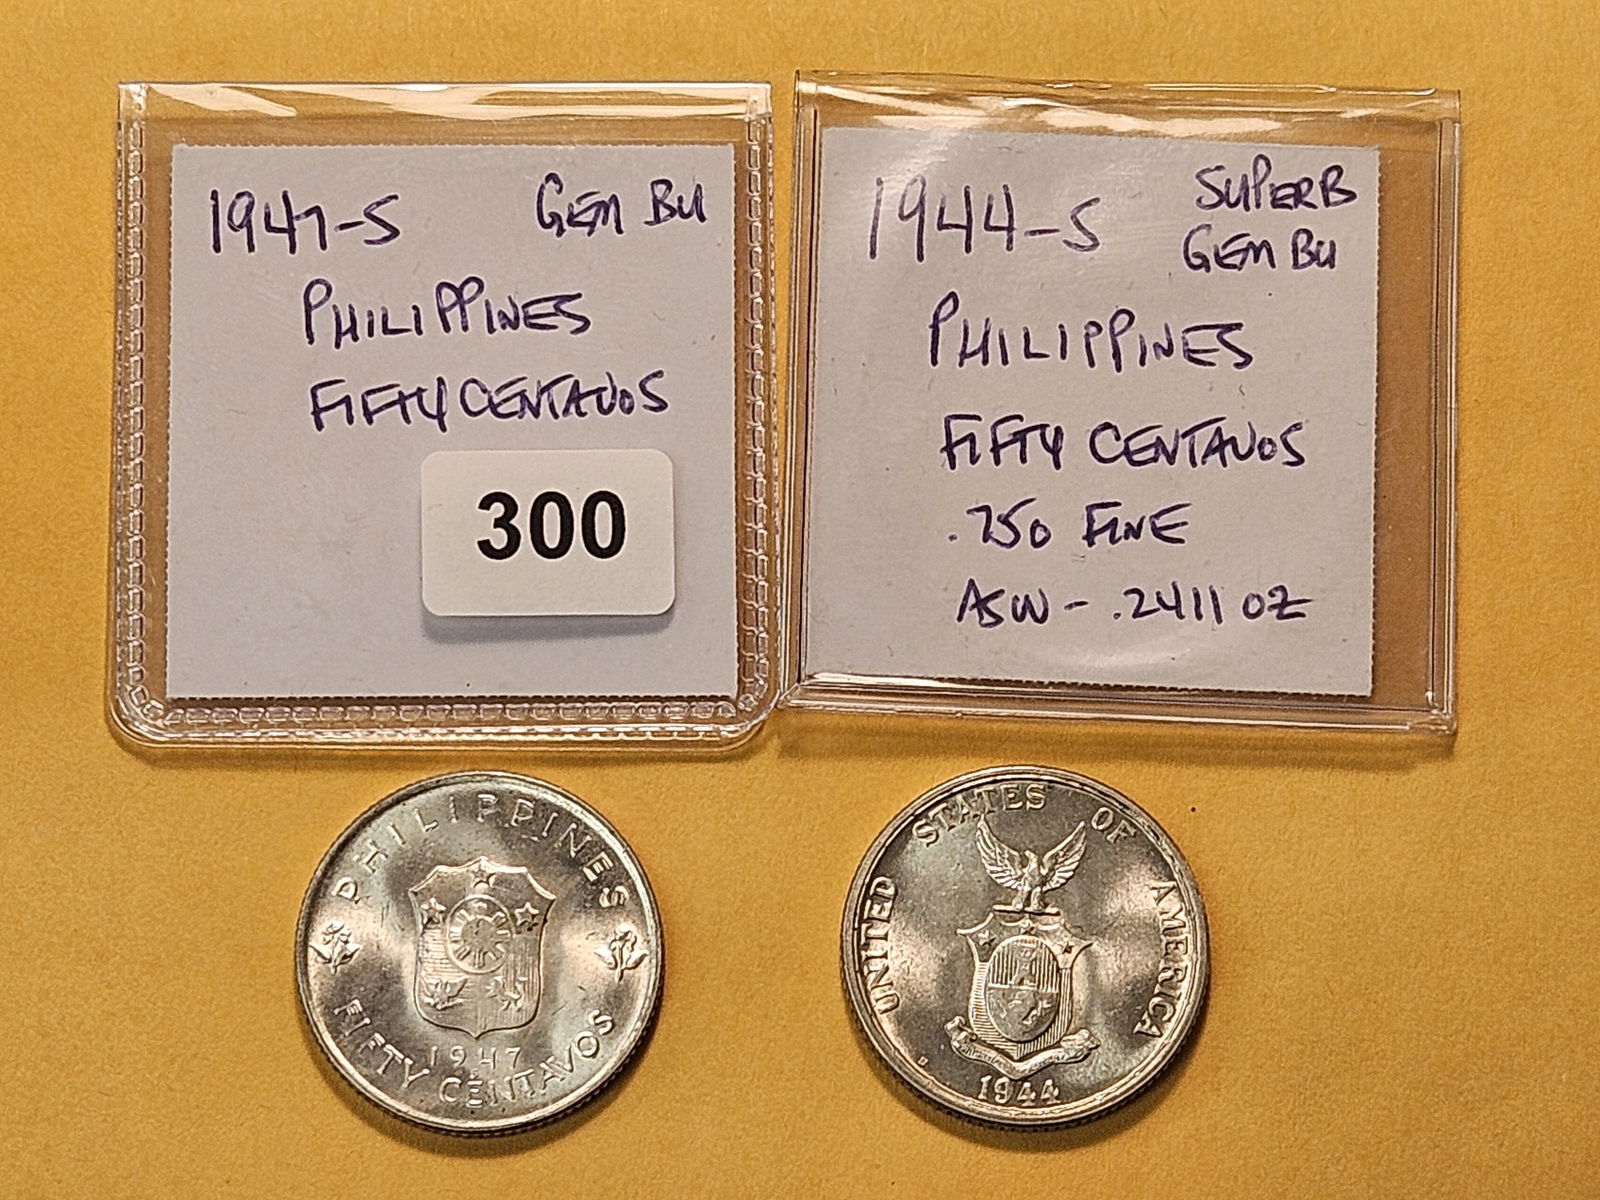 1947-S GEM BU
PHILIPPINES
FIFTY CENTAVOS
300
1944-S SUPERB
GEM BU
PHILIPPINES
FIFTY CENTAVOS
.750 FINE
ASW - .2411 OZ
PHILIPPINES
1947
FIFTY CENTAVOS
UNITED STATES OF AMERICA
1944